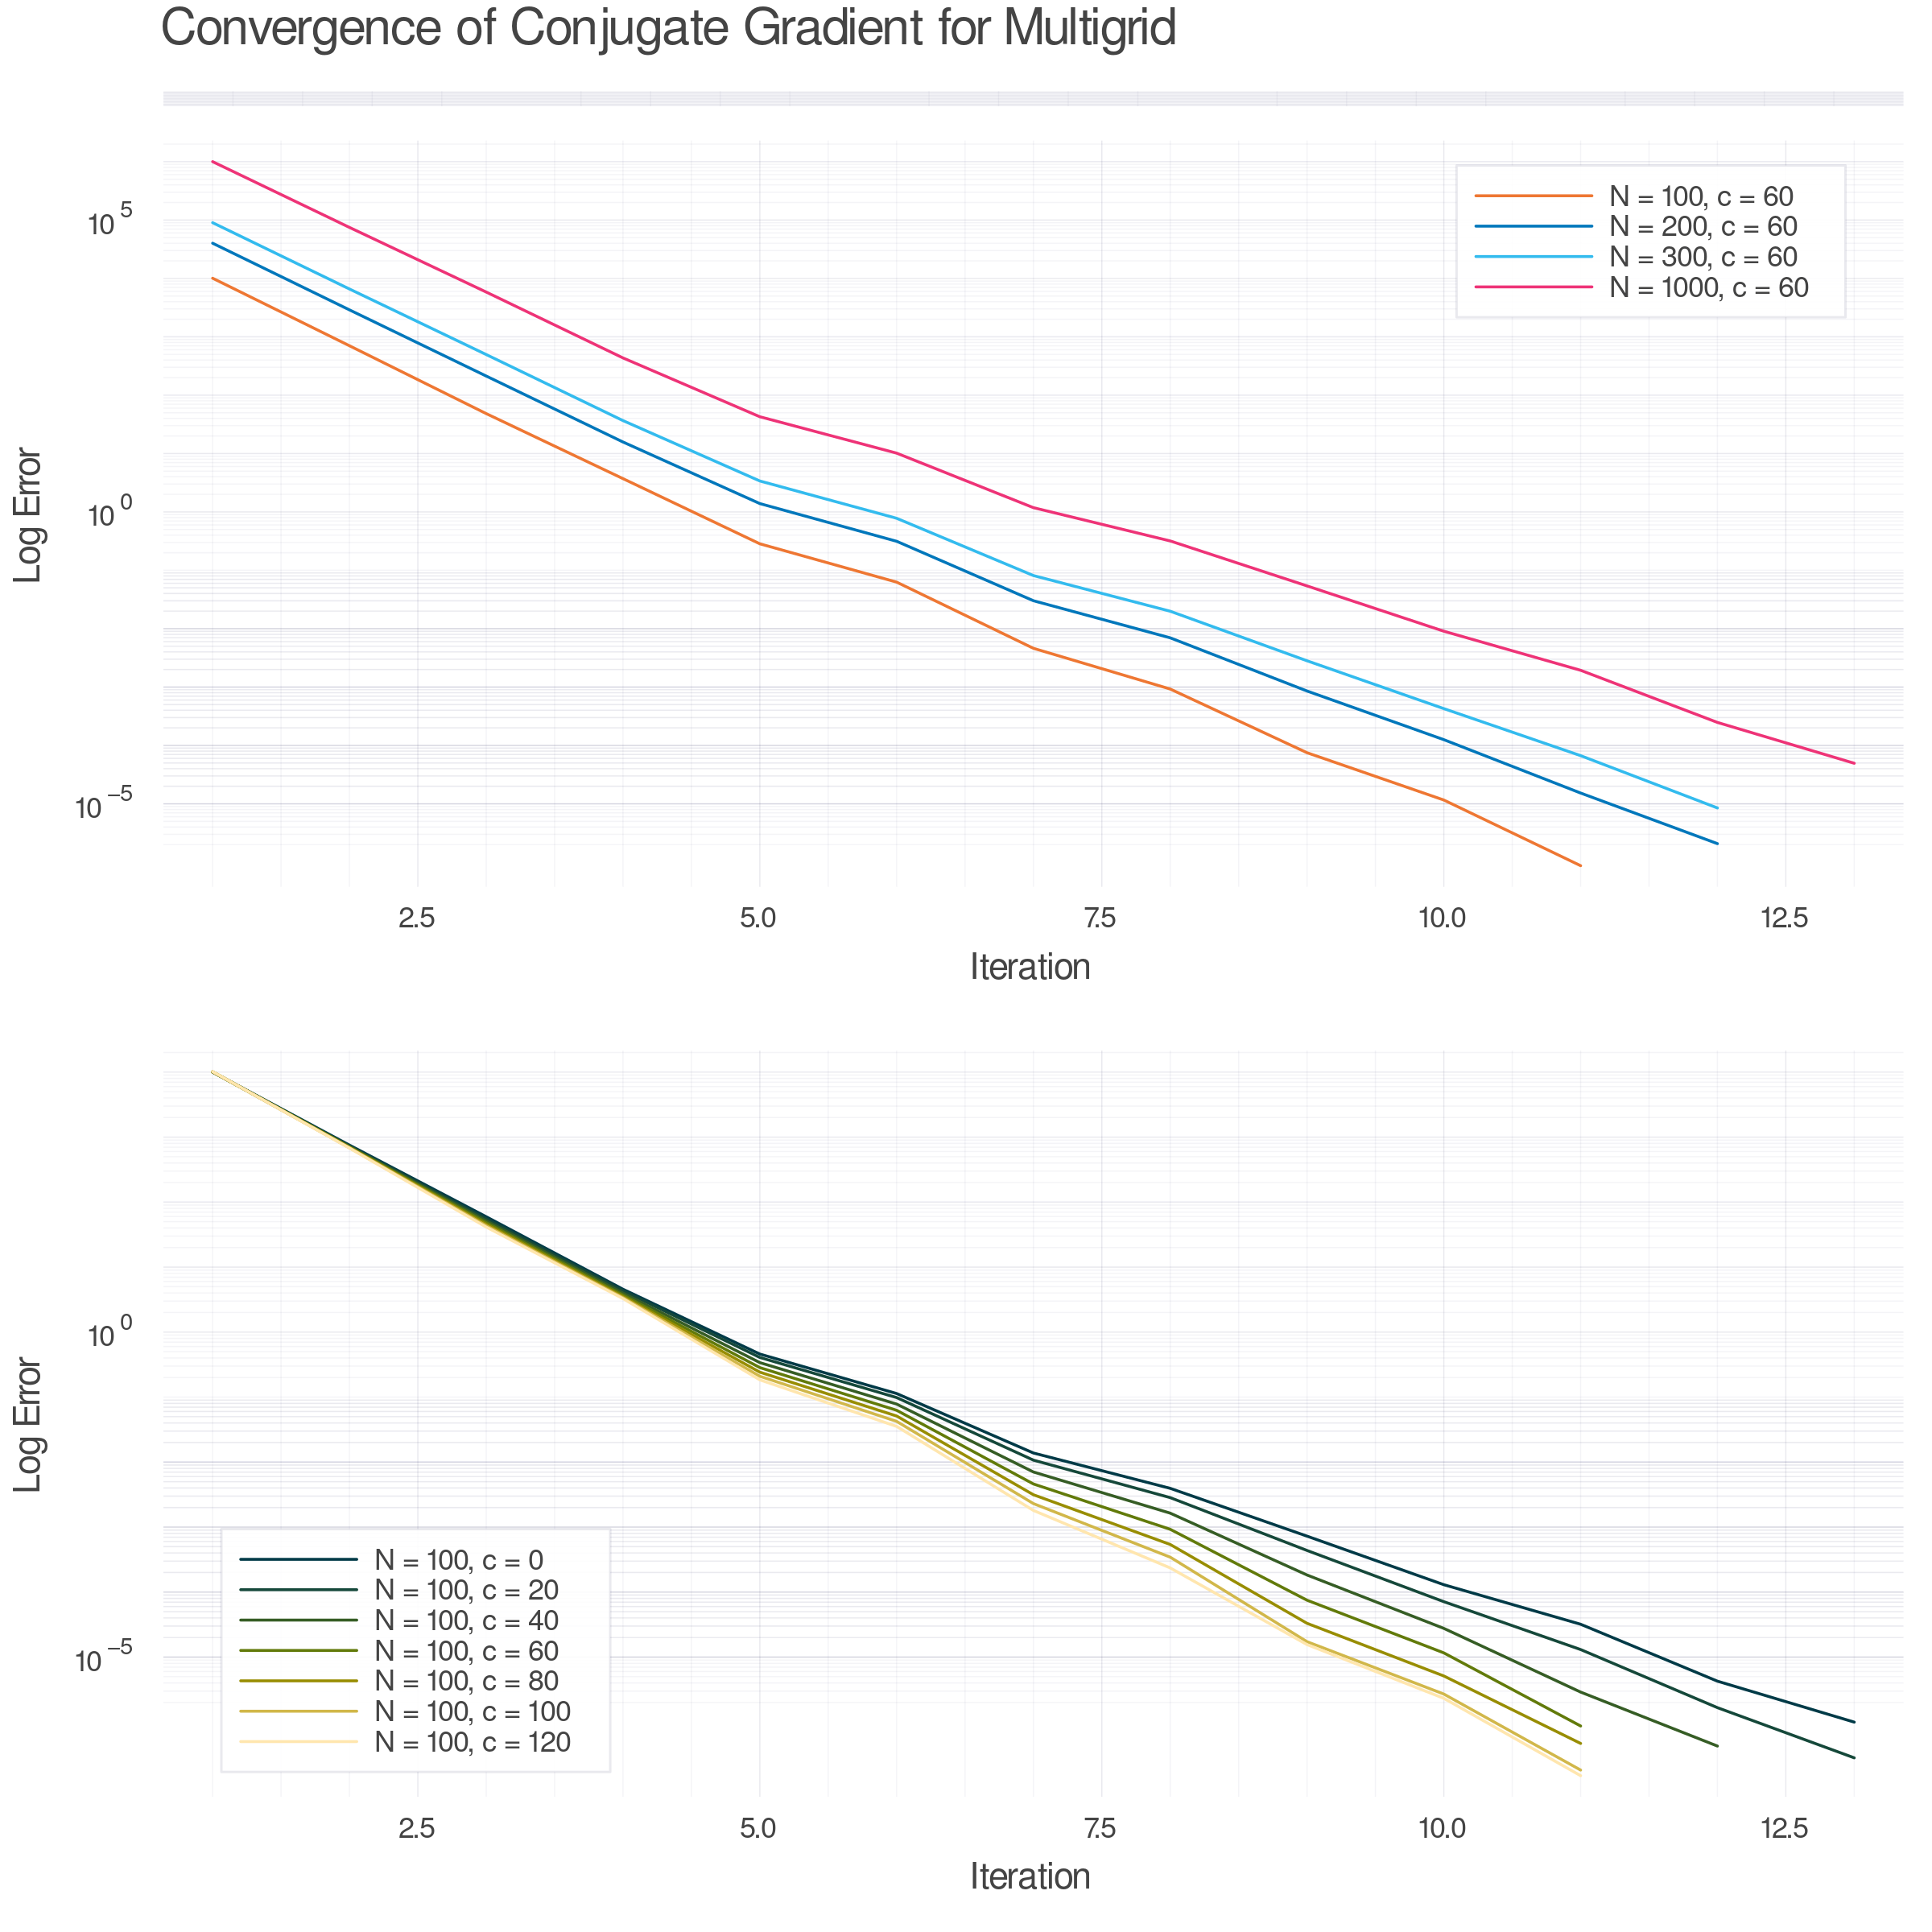 Convergence of Conjugate Gradient for Multigrid
Log Error
10^5
10^0
10^−5
N = 100, c = 60
N = 200, c = 60
N = 300, c = 60
N = 1000, c = 60
2.5 5.0 7.5 10.0 12.5
Iteration
Log Error
10^0
10^−5
N = 100, c = 0
N = 100, c = 20
N = 100, c = 40
N = 100, c = 60
N = 100, c = 80
N = 100, c = 100
N = 100, c = 120
2.5 5.0 7.5 10.0 12.5
Iteration